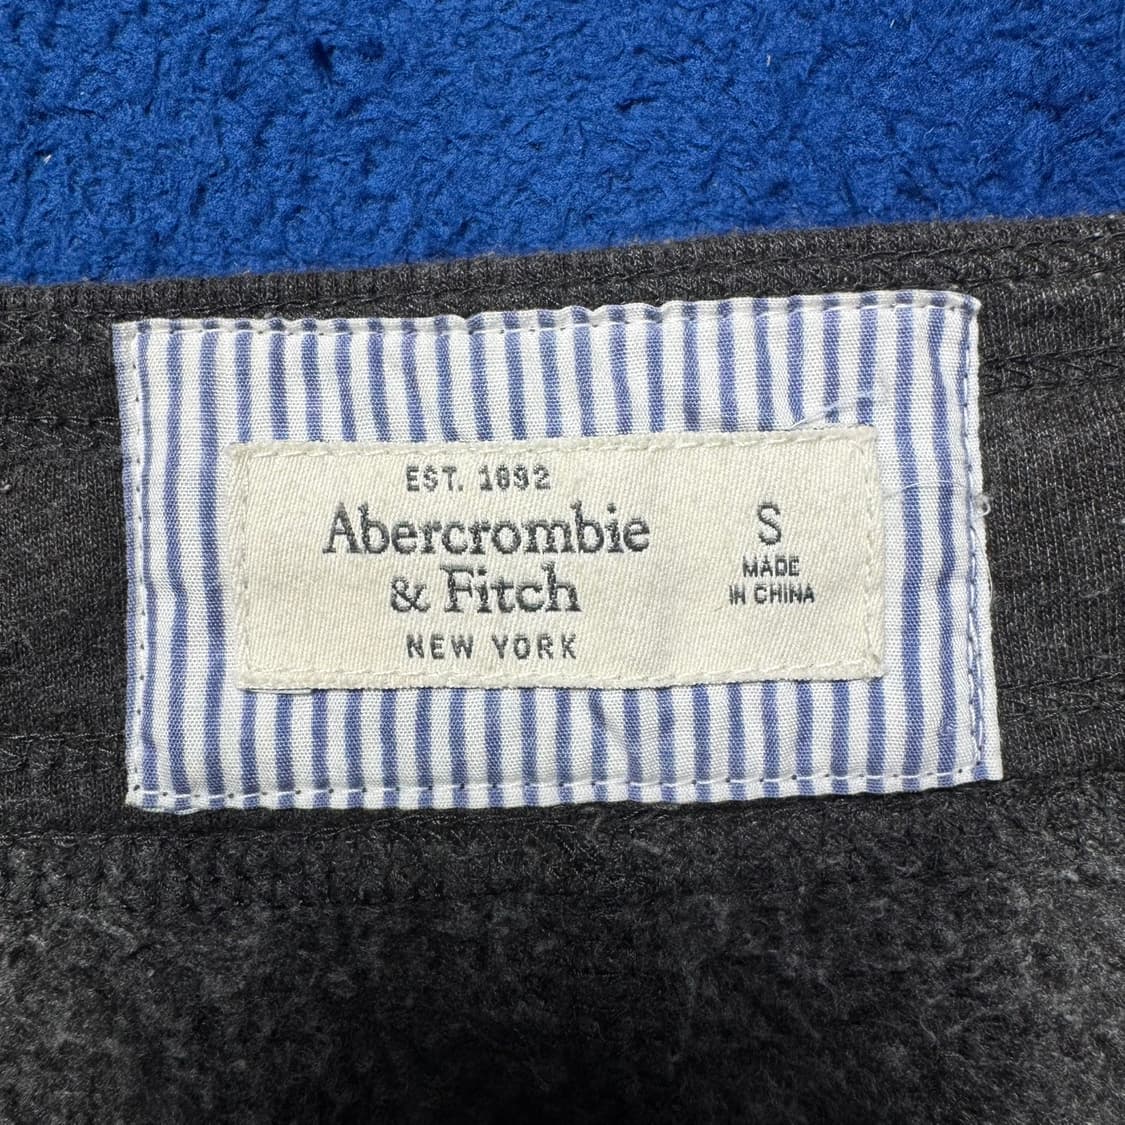 EST. 1892
Abercrombie
& Fitch
NEW YORK
S
MADE
IN CHINA